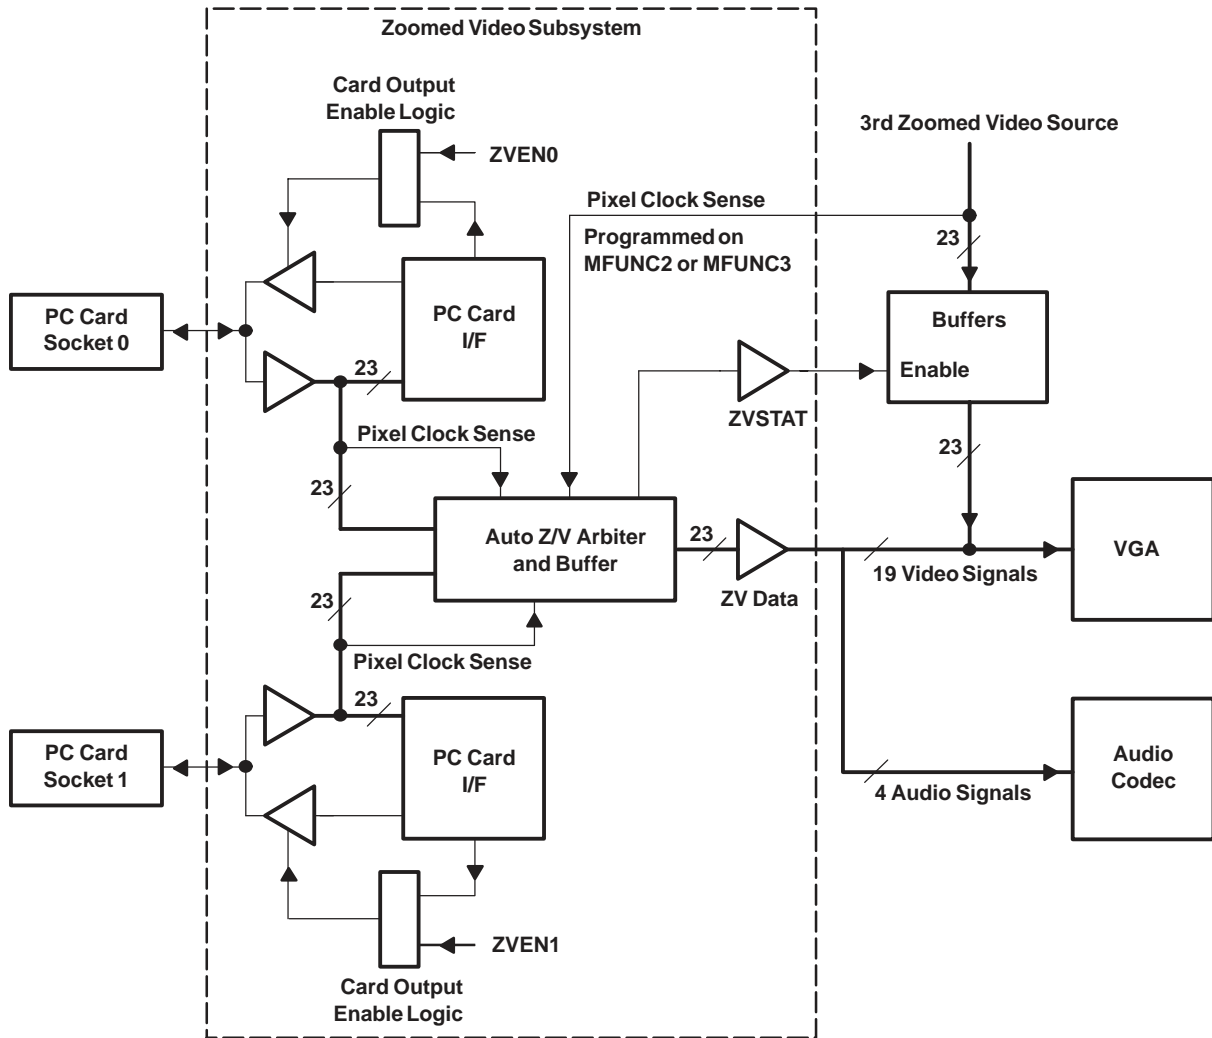 Zoomed Video Subsystem
Card Output
Enable Logic
ZVEN0
3rd Zoomed Video Source
Pixel Clock Sense
Programmed on
MFUNC2 or MFUNC3
23
PC Card
Socket 0
PC Card
I/F
Buffers
Enable
23
ZVSTAT
Pixel Clock Sense
23
23
Auto Z/V Arbiter
and Buffer
23
ZV Data
19 Video Signals
VGA
23
Pixel Clock Sense
23
PC Card
Socket 1
PC Card
I/F
4 Audio Signals
Audio
Codec
ZVEN1
Card Output
Enable Logic